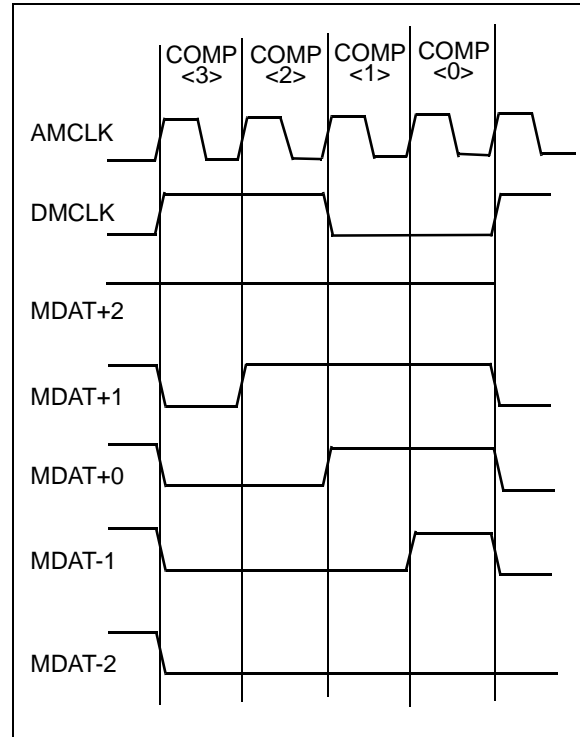 COMP COMP COMP COMP
<3> <2> <1> <0>
AMCLK
DMCLK
MDAT+2
MDAT+1
MDAT+0
MDAT-1
MDAT-2